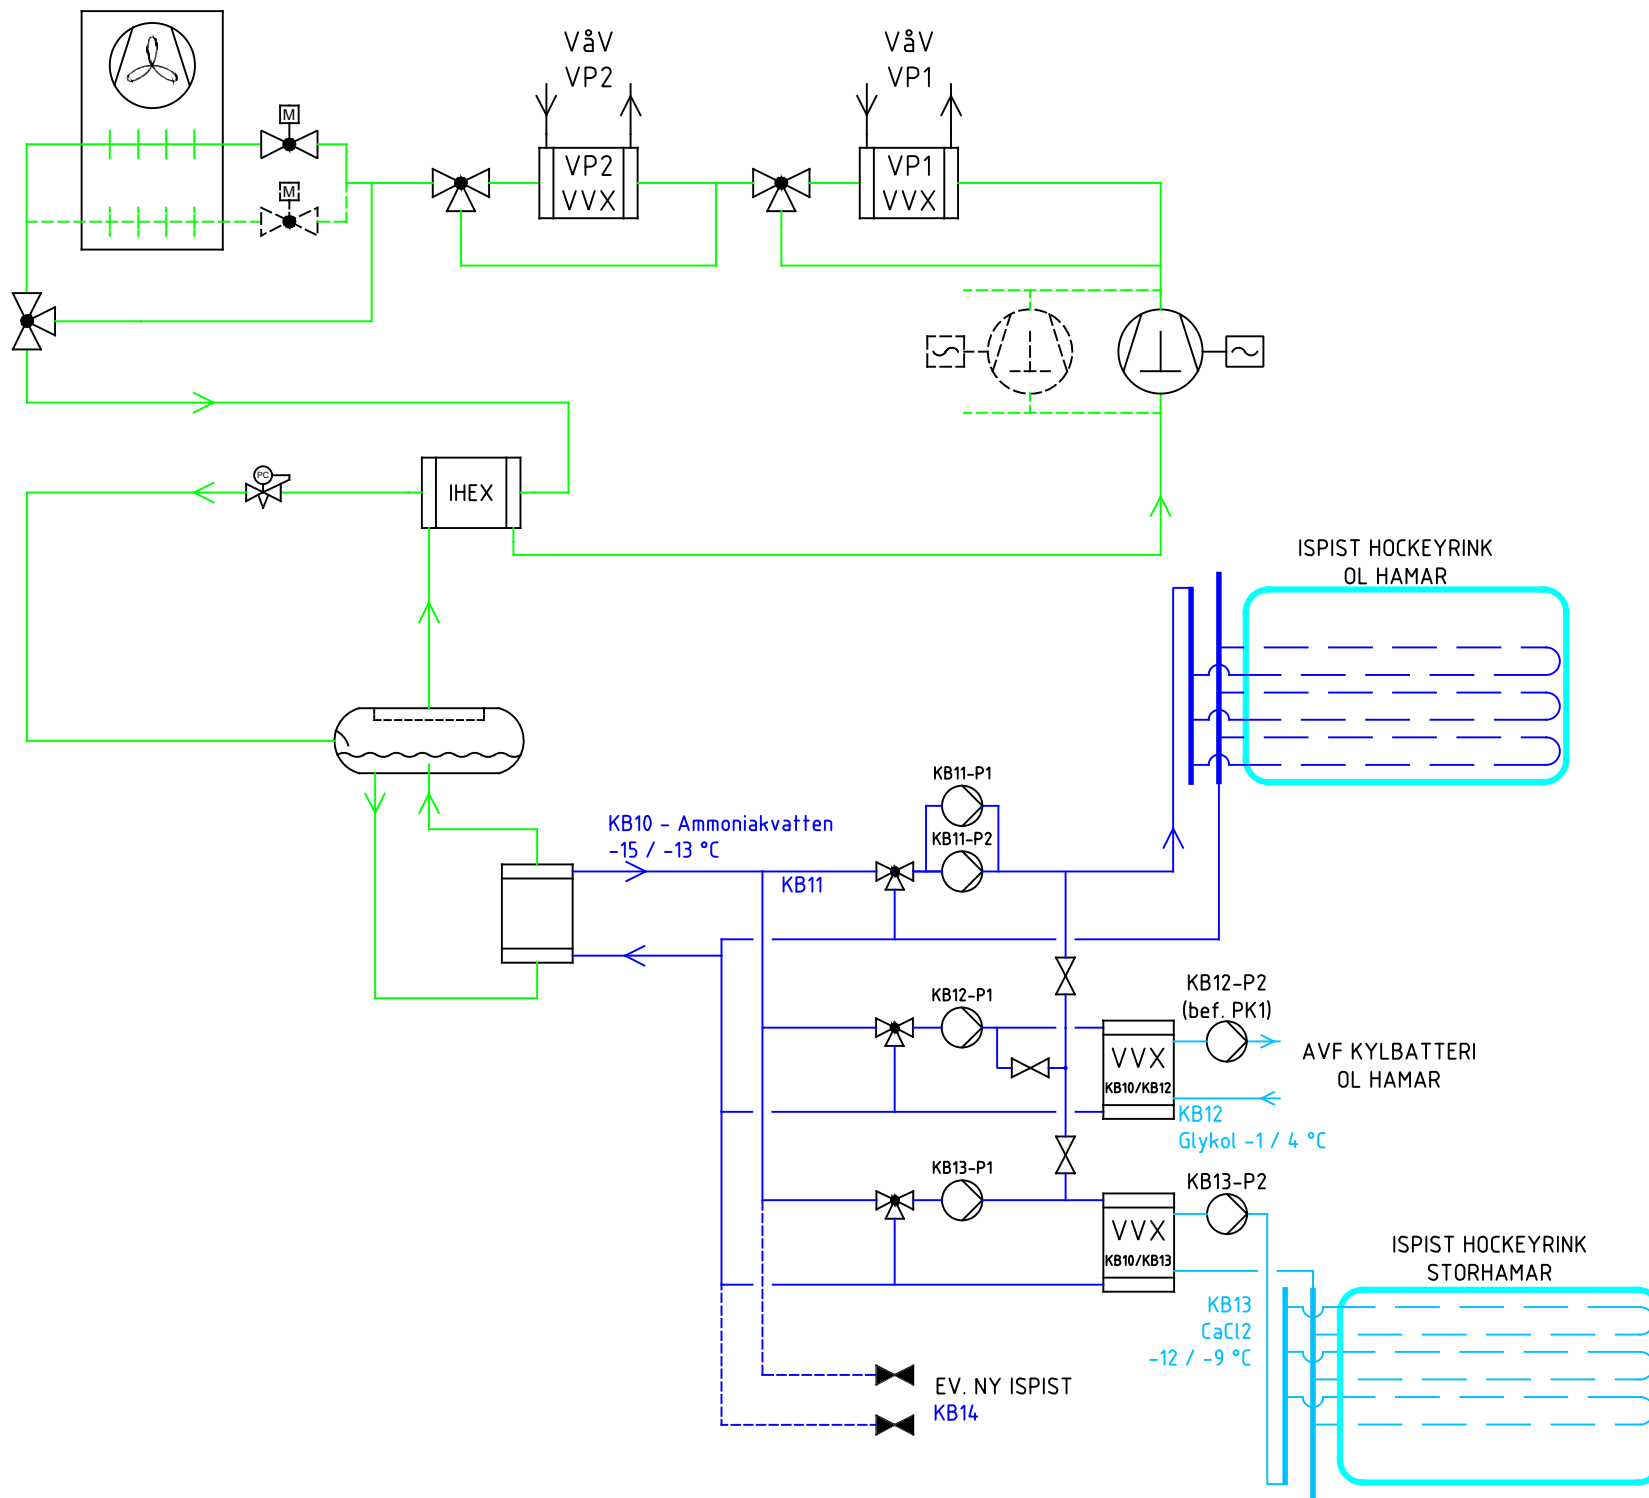 VåV
VP2
VåV
VP1
M
VP2
VVX
VP1
VVX
M
PC
IHEX
ISPIST HOCKEYRINK
OL HAMAR
KB11-P1
KB11-P2
KB10 - Ammoniakvatten
-15 / -13 °C
KB11
KB12-P1
KB12-P2
(bef. PK1)
VVX
KB10/KB12
AVF KYLBATTERI
OL HAMAR
KB12
Glykol -1 / 4 °C
KB13-P1
KB13-P2
VVX
KB10/KB13
ISPIST HOCKEYRINK
STORHAMAR
KB13
CaCl2
-12 / -9 °C
EV. NY ISPIST
KB14